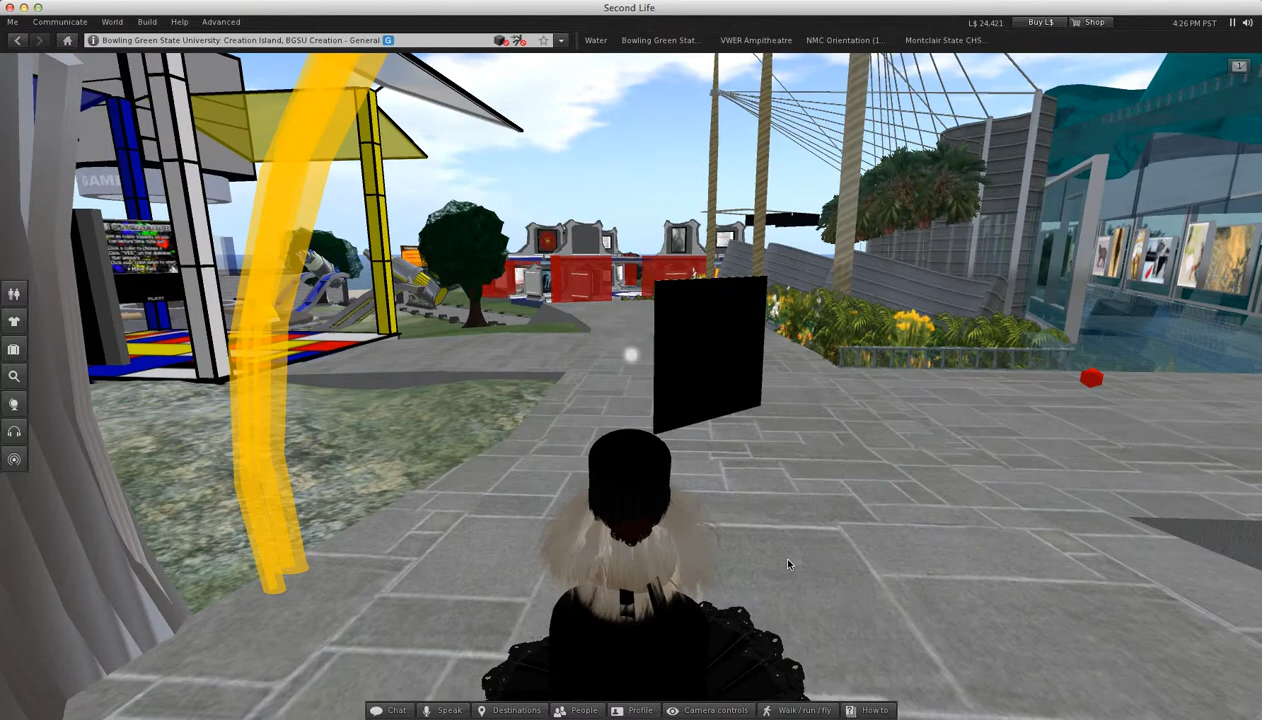 Second Life
Me Communicate World Build Help Advanced
L$ 24,421 Buy L$ Shop 4:26 PM PST
Bowling Green State University: Creation Island, BGSU Creation - General G
Water Bowling Green Stat... VWER Ampitheatre NMC Orientation (1... Montclair State CHS...
1
GAM
Chat Speak Destinations People Profile Camera controls Walk / run / fly How to